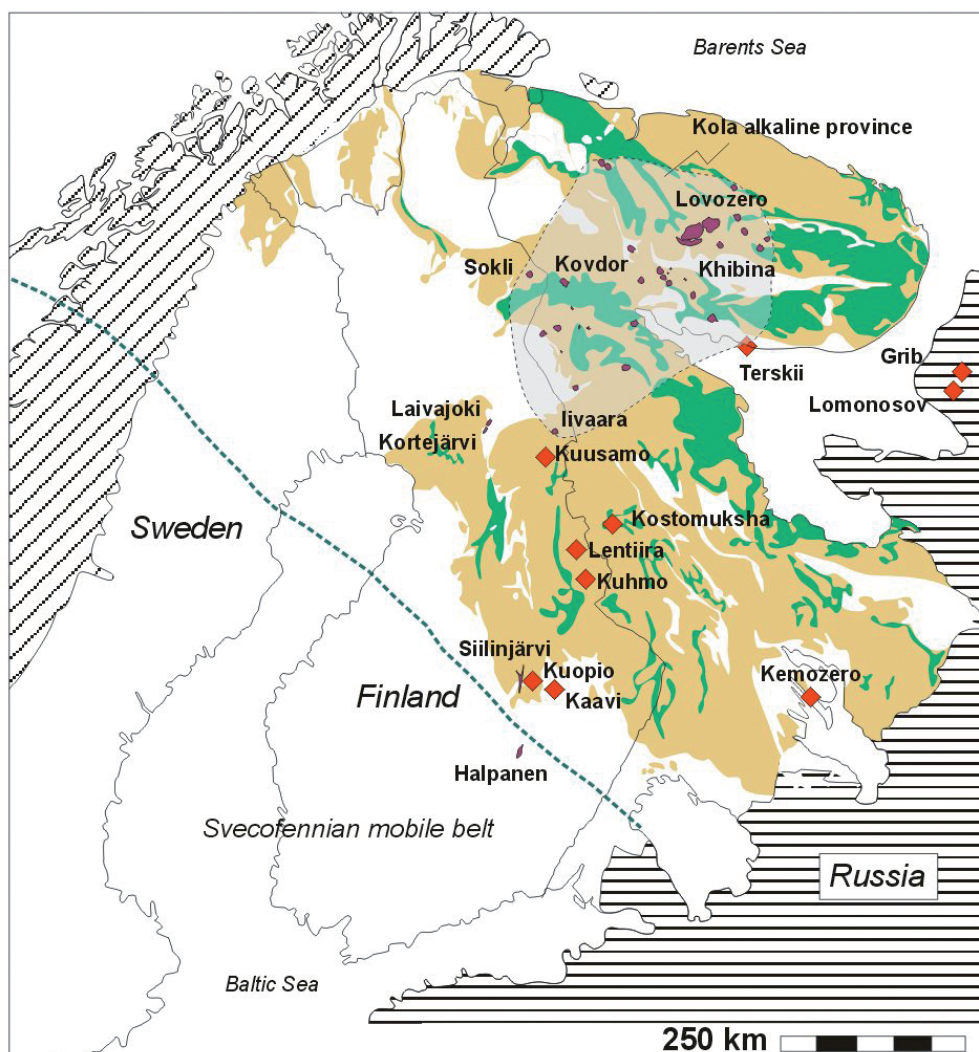 Barents Sea
Kola alkaline province
Lovozero
Sokli
Kovdor
Khibina
Grib
Terskii
Lomonosov
Laivajoki
Iivaara
Kortejärvi
Kuusamo
Sweden
Kostomuksha
Lentiira
Kuhmo
Siilinjärvi
Kuopio
Kemozero
Finland
Kaavi
Halpanen
Svecofennian mobile belt
Russia
Baltic Sea
250 km